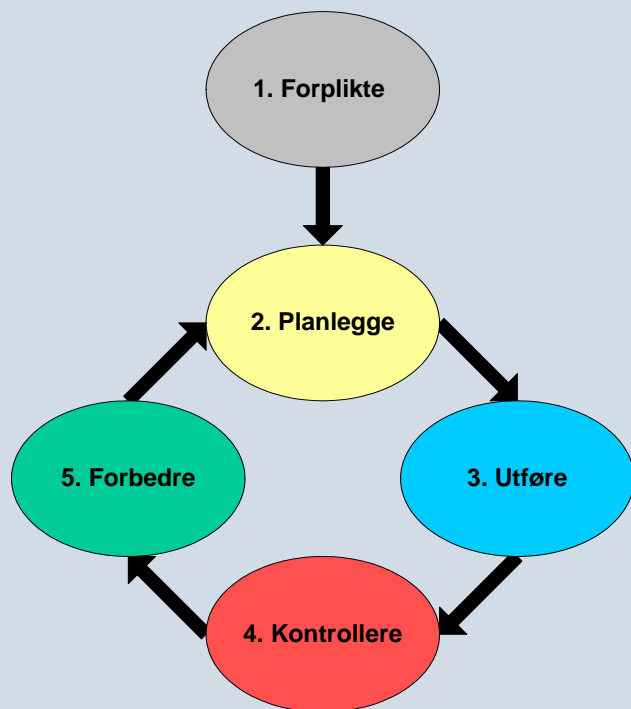 1. Forplikte
2. Planlegge
3. Utføre
4. Kontrollere
5. Forbedre